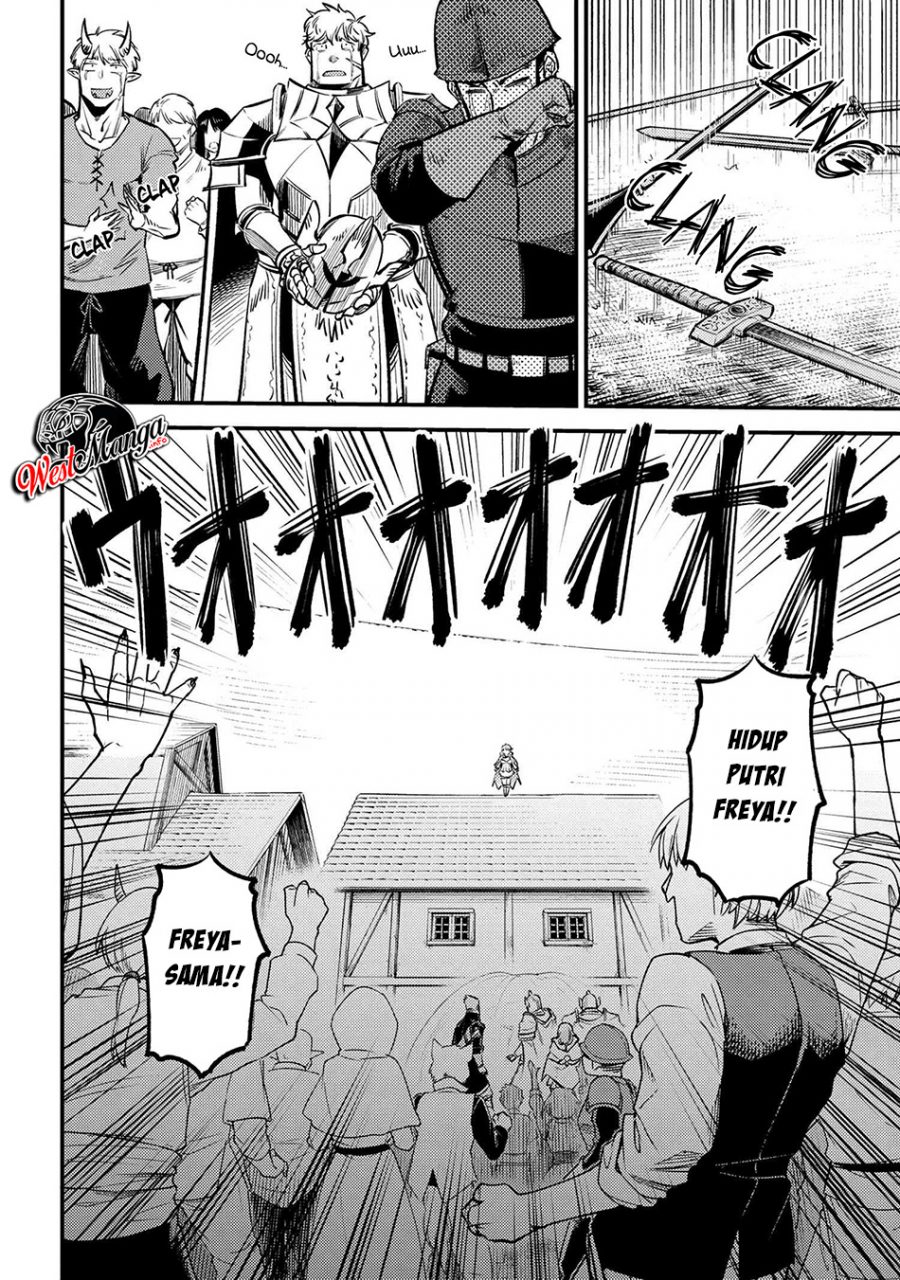 CLANG
CLANG
Uuu...
Oooh...
CLAP
CLAP
WestManga
.info
ウオオオオオオオ
HIDUP
PUTRI
FREYA!!
FREYA-
SAMA!!